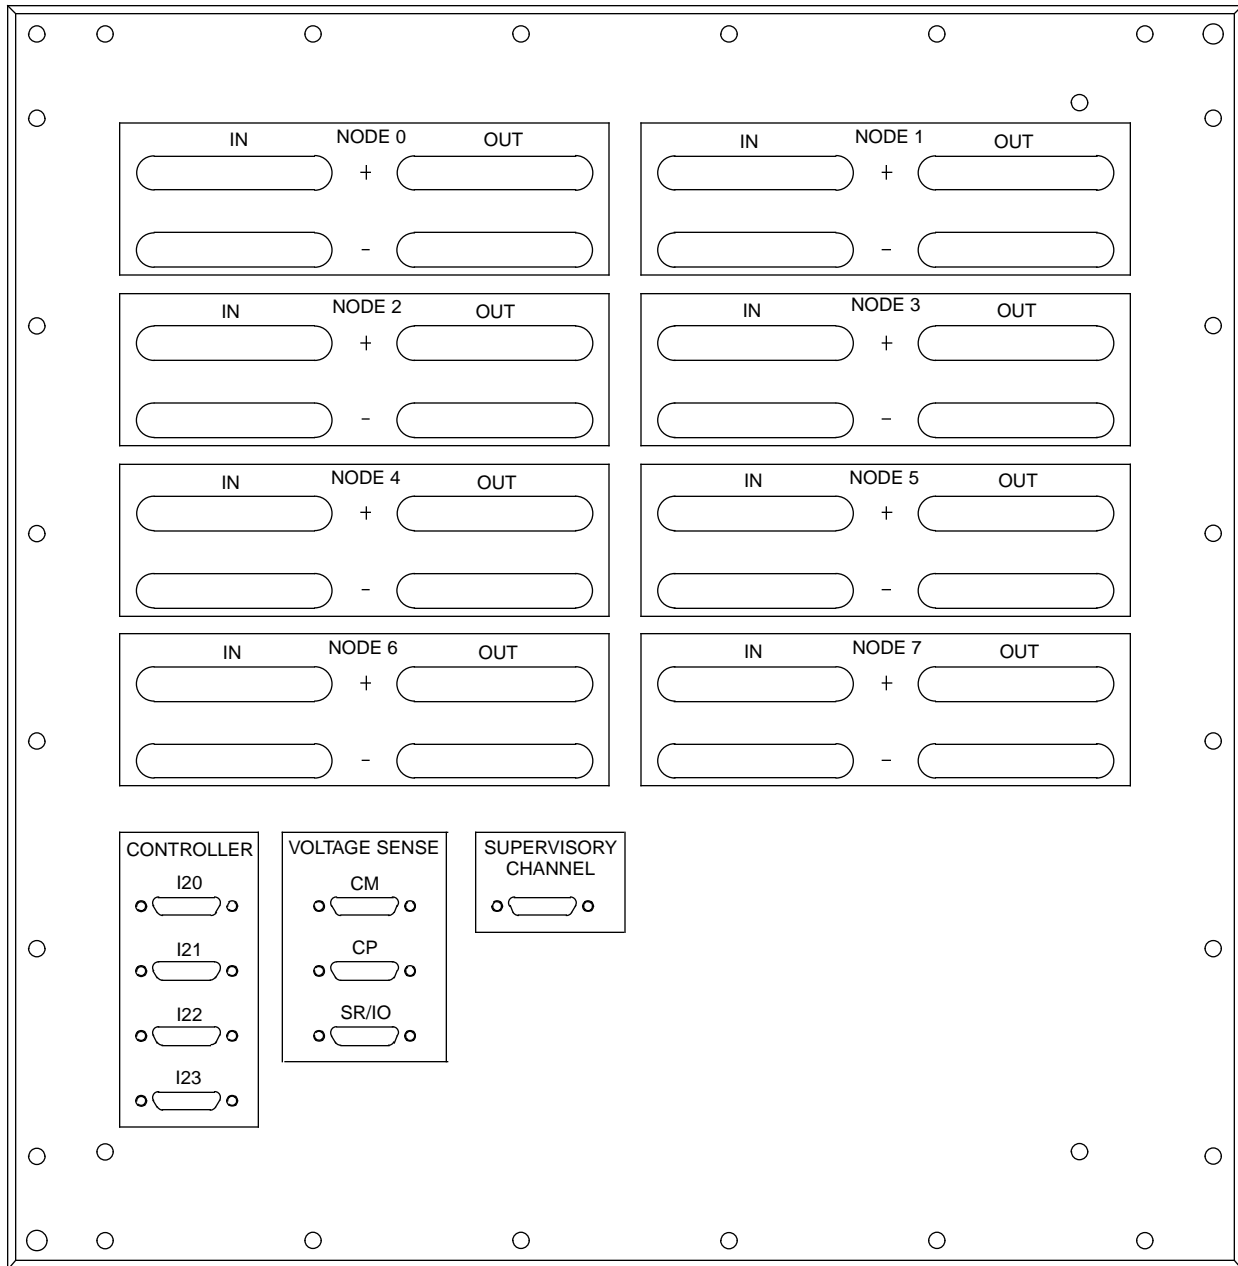 IN NODE 0 OUT
+
-
IN NODE 1 OUT
+
-
IN NODE 2 OUT
+
-
IN NODE 3 OUT
+
-
IN NODE 4 OUT
+
-
IN NODE 5 OUT
+
-
IN NODE 6 OUT
+
-
IN NODE 7 OUT
+
-
CONTROLLER
I20
I21
I22
I23
VOLTAGE SENSE
CM
CP
SR/IO
SUPERVISORY
CHANNEL